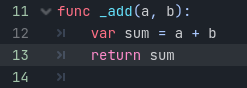 11 func _add(a, b):
12 var sum = a + b
13 return sum
14